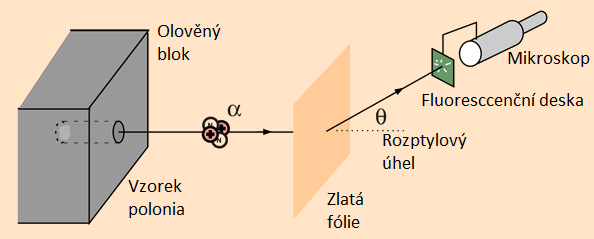 Olověný
blok
Mikroskop
α
Fluoresccenční deska
θ
Rozptylový
úhel
Vzorek
polonia
Zlatá
fólie